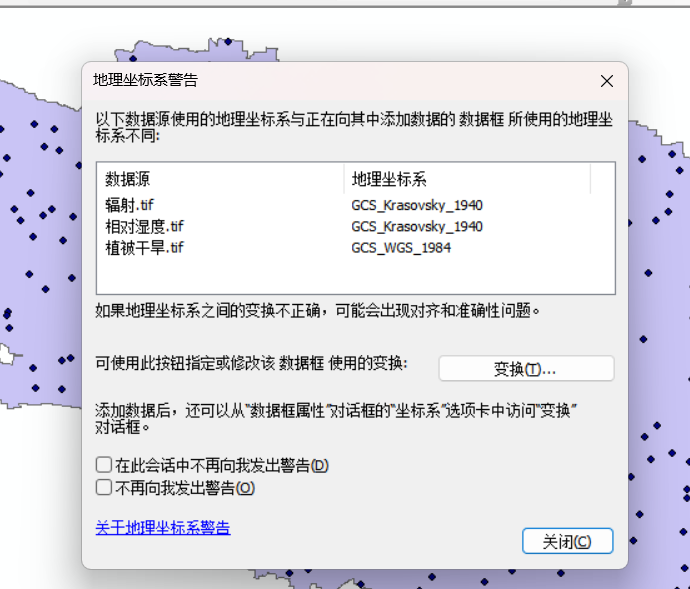 地理坐标系警告
以下数据源使用的地理坐标系与正在向其中添加数据的 数据框 所使用的地理坐
标系不同:
数据源 地理坐标系
辐射.tif GCS_Krasovsky_1940
相对湿度.tif GCS_Krasovsky_1940
植被干旱.tif GCS_WGS_1984
如果地理坐标系之间的变换不正确，可能会出现对齐和准确性问题。
可使用此按钮指定或修改该 数据框 使用的变换:
变换(T)...
添加数据后，还可以从“数据框属性”对话框的“坐标系”选项卡中访问“变换”
对话框。
在此会话中不再向我发出警告(D)
不再向我发出警告(O)
关于地理坐标系警告
关闭(C)